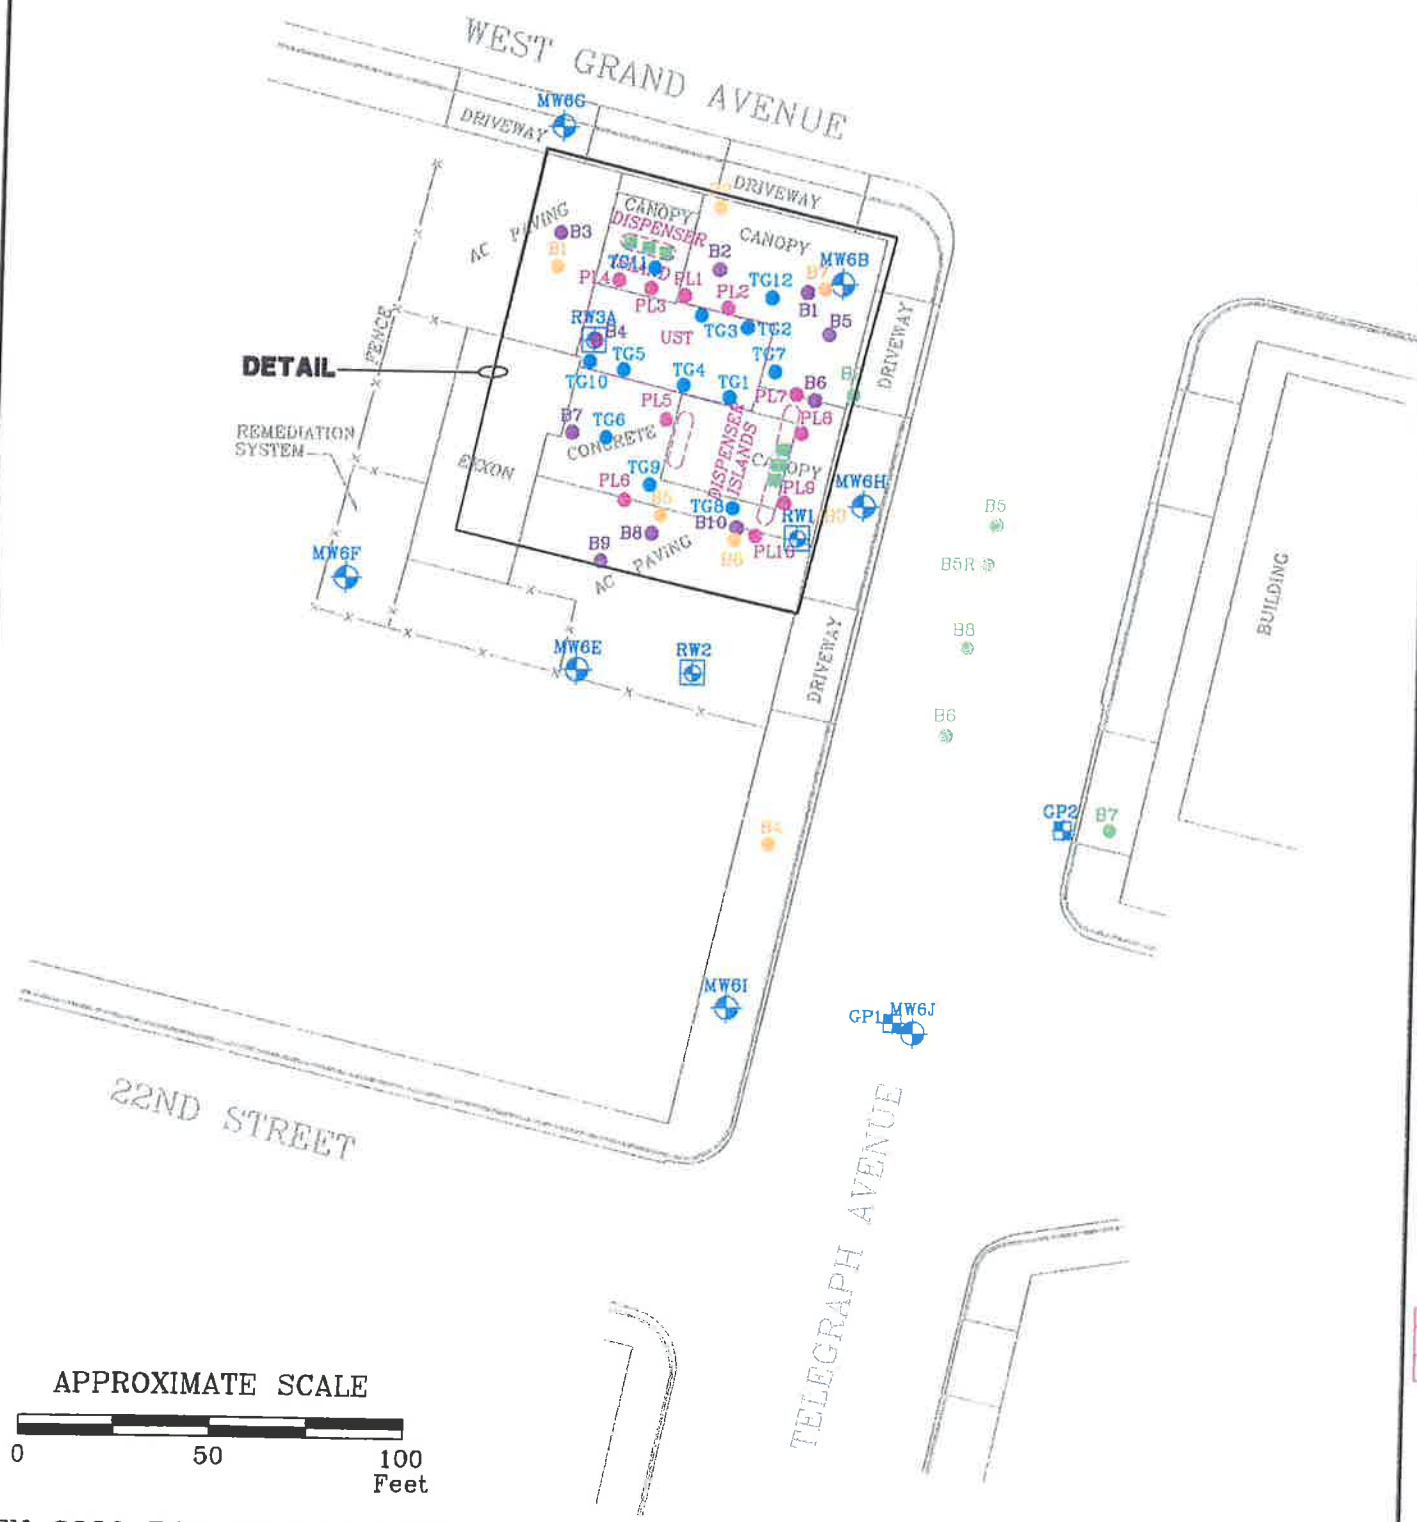 WEST GRAND AVENUE
MW6G
DRIVEWAY
DRIVEWAY
AC PAVING
B3
B1
CANOPY
DISPENSER
CANOPY
B2
MW6B
TG12
B7
B1
PL4
PL3
PL1
PL2
TG3
TG2
B5
RW3A
B4
UST
FENCE
DRIVEWAY
DETAIL
TG10
TG5
TG4
TG1
TG7
PL7
B6
PL5
PL8
B7
TG6
CONCRETE
DISPENSER
ISLANDS
CANOPY
REMEDIATION
SYSTEM
EXXON
TG9
PL6
B5
TG8
PL9
MW6H
RW1
B3
B10
B8
B6
PL10
B9
AC PAVING
MW6F
B5
B5R
B8
B6
BUILDING
MW6E
RW2
DRIVEWAY
GP2
B7
B4
MW6I
GP1
MW6J
22ND STREET
TELEGRAPH AVENUE
APPROXIMATE SCALE
0 50 100
Feet